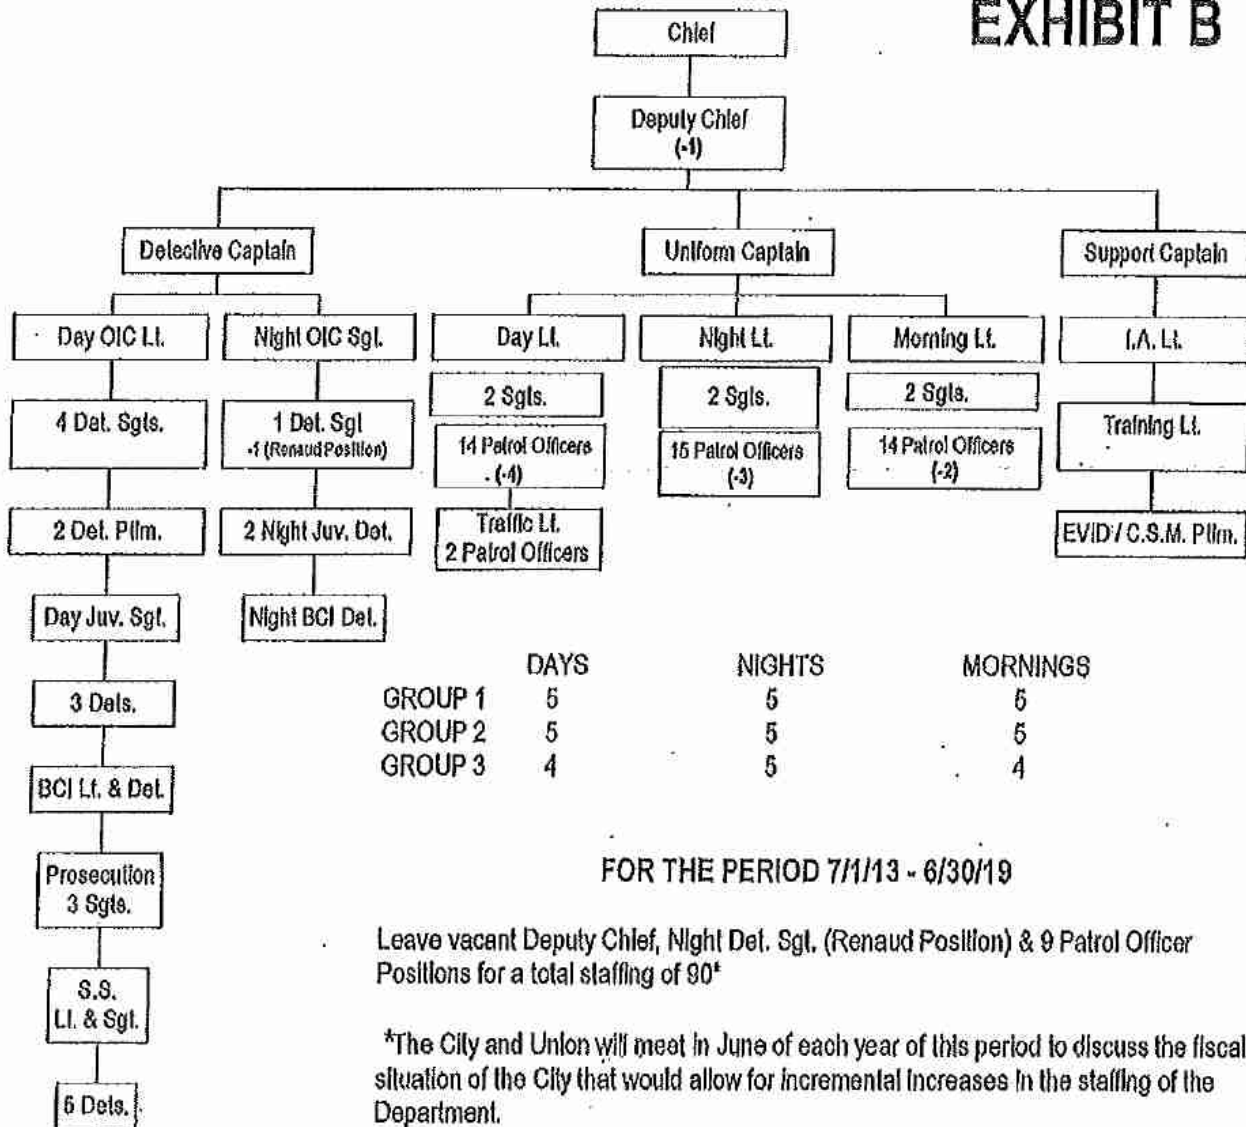 EXHIBIT B
Chief
Deputy Chief
(-1)
Detective Captain
Uniform Captain
Support Captain
Day OIC Lt.
Night OIC Sgt.
Day Lt.
Night Lt.
Morning Lt.
I.A. Lt.
4 Det. Sgts.
1 Det. Sgt
-1 (Renaud Position)
2 Sgts.
2 Sgts.
2 Sgts.
14 Patrol Officers
(-4)
15 Patrol Officers
(-3)
14 Patrol Officers
(-2)
Training Lt.
2 Det. Ptlm.
2 Night Juv. Det.
Traffic Lt.
2 Patrol Officers
EVID / C.S.M. Ptlm.
Day Juv. Sgt.
Night BCI Det.
3 Dets.
BCI Lt. & Det.
Prosecution
3 Sgts.
S.S.
Lt. & Sgt.
5 Dets.
DAYS NIGHTS MORNINGS
GROUP 1 5 5 5
GROUP 2 5 5 5
GROUP 3 4 5 4
FOR THE PERIOD 7/1/13 - 6/30/19
Leave vacant Deputy Chief, Night Det. Sgt. (Renaud Position) & 9 Patrol Officer
Positions for a total staffing of 90*
*The City and Union will meet in June of each year of this period to discuss the fiscal
situation of the City that would allow for incremental increases in the staffing of the
Department.